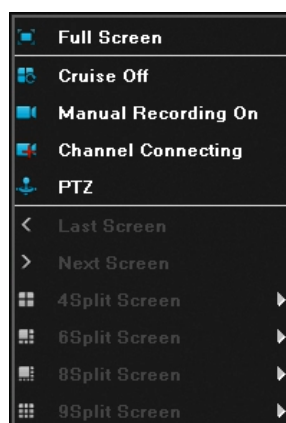 Full Screen
Cruise Off
Manual Recording On
Channel Connecting
PTZ
Last Screen
Next Screen
4Split Screen
6Split Screen
8Split Screen
9Split Screen